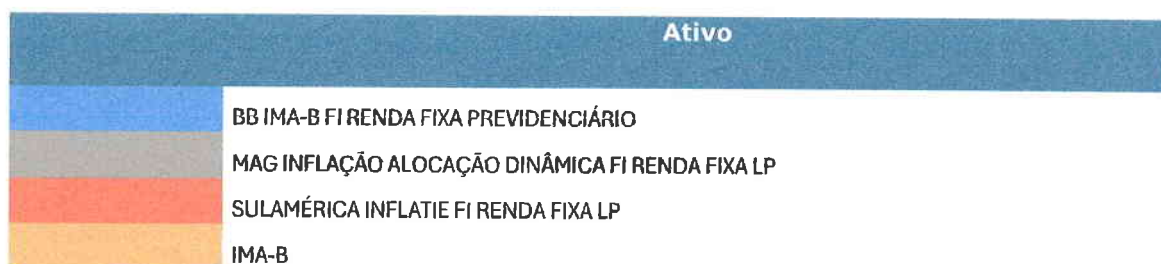 Ativo
BB IMA-B FI RENDA FIXA PREVIDENCIÁRIO
MAG INFLAÇÃO ALOCAÇÃO DINÂMICA FI RENDA FIXA LP
SULAMÉRICA INFLATIE FI RENDA FIXA LP
IMA-B